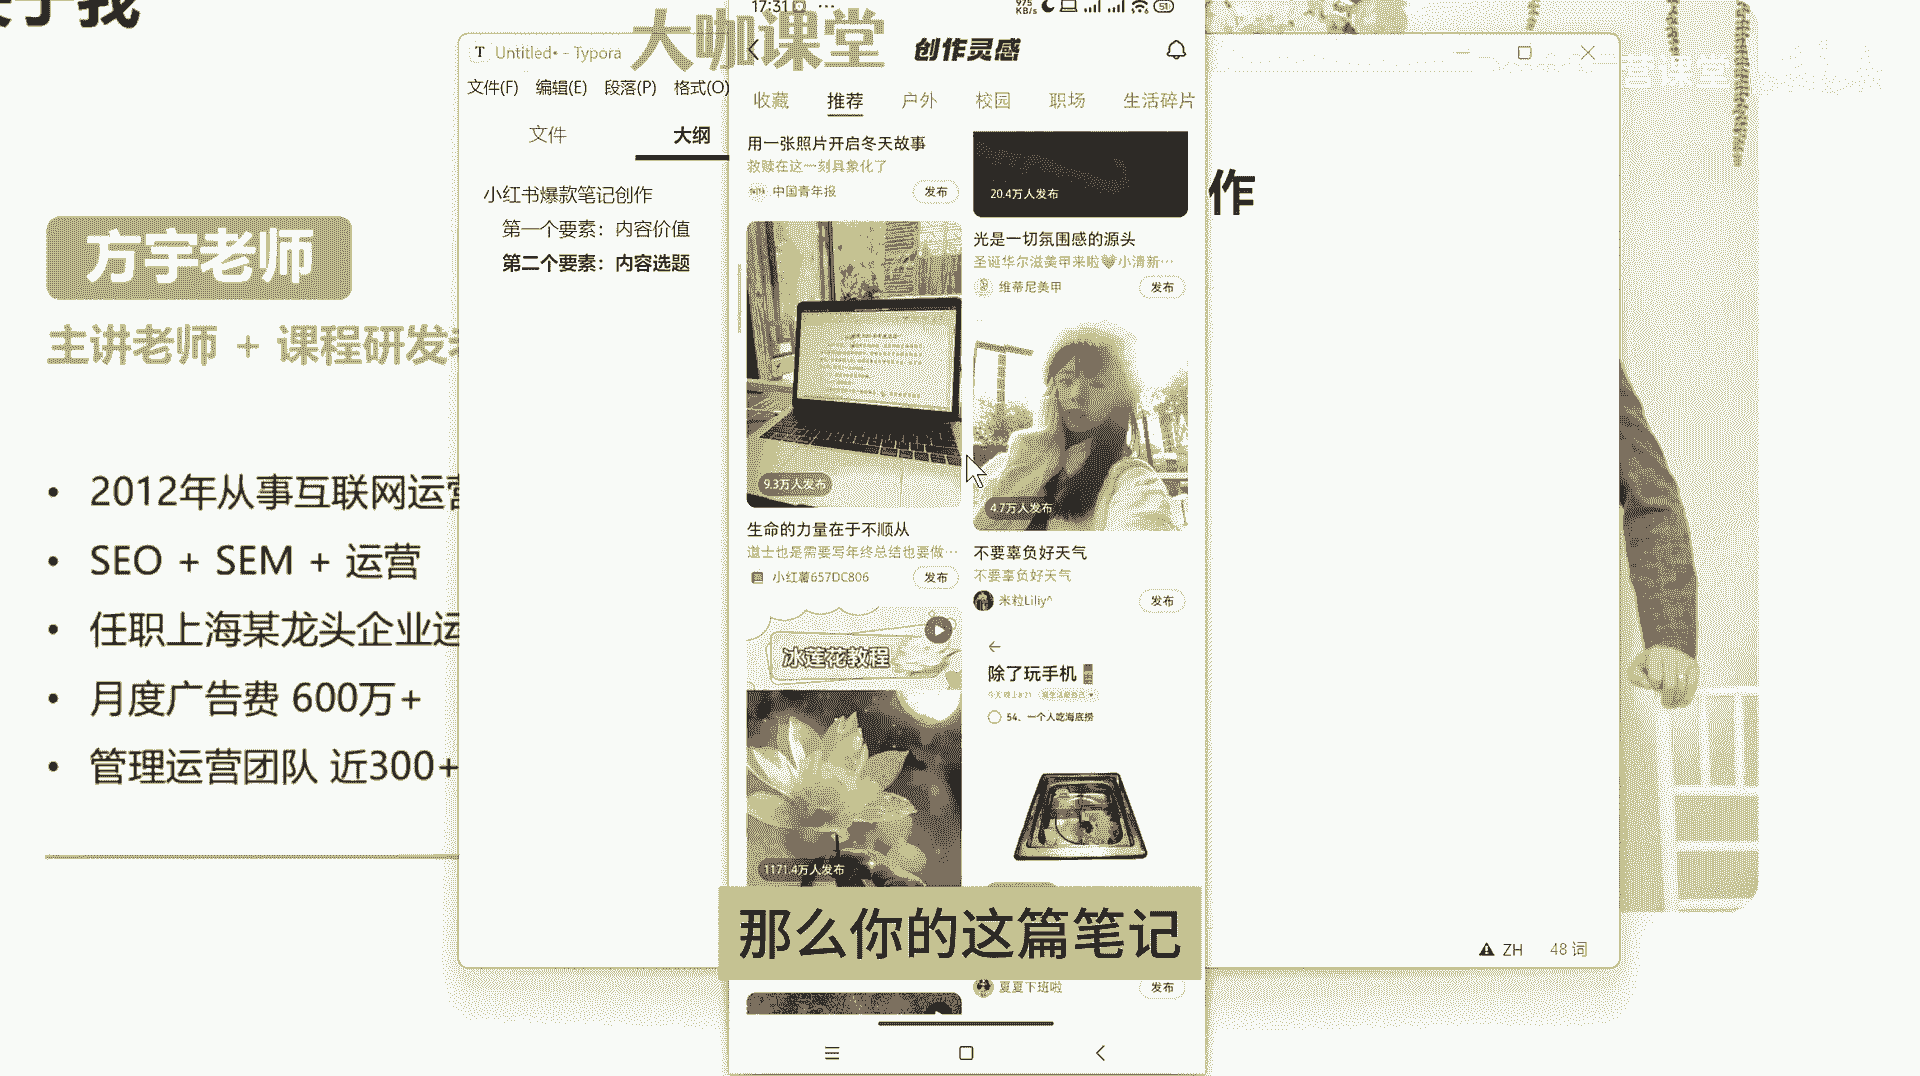 关于我
方宇老师
主讲老师 + 课程研发
• 2012年从事互联网运营
• SEO + SEM + 运营
• 任职上海某龙头企业运
• 月度广告费 600万+
• 管理运营团队 近300+
T Untitled• - Typora
文件(F) 编辑(E) 段落(P) 格式(O)
文件 大纲
小红书爆款笔记创作
第一个要素：内容价值
第二个要素：内容选题
大咖课堂
17:31
975 KB/s
51
创作灵感
收藏 推荐 户外 校园 职场 生活碎片
用一张照片开启冬天故事
救赎在这一刻具象化了
中国青年报 发布
9.3万人发布
生命的力量在于不顺从
道士也是需要写年终总结也要做…
小红薯657DC806 发布
冰莲花教程
1171.4万人发布
20.4万人发布
光是一切氛围感的源头
圣诞华尔滋美甲来啦🤎小清新…
维蒂尼美甲 发布
4.7万人发布
不要辜负好天气
不要辜负好天气
米粒Liliy^ 发布
除了玩手机
54、一个人吃海底捞
夏夏下班啦 发布
那么你的这篇笔记
作
营课堂
ZH 48 词